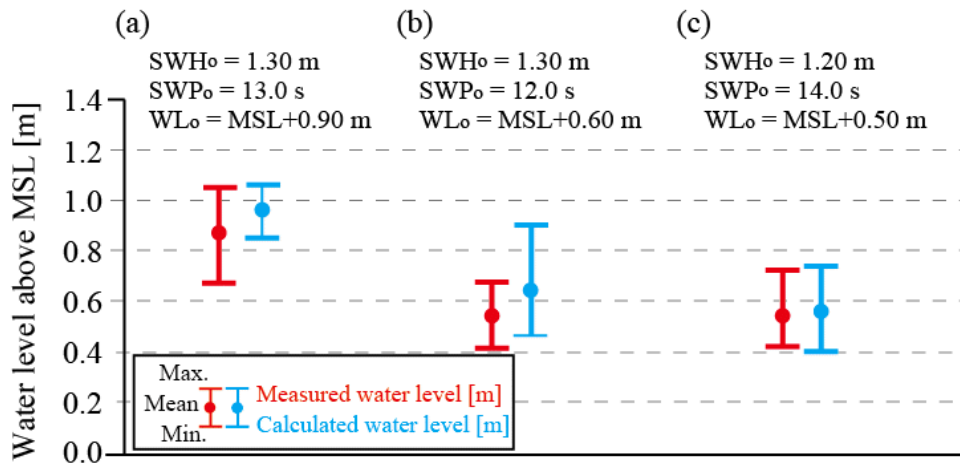 (a)
SWHo = 1.30 m
SWPo = 13.0 s
WLo = MSL+0.90 m
(b)
SWHo = 1.30 m
SWPo = 12.0 s
WLo = MSL+0.60 m
(c)
SWHo = 1.20 m
SWPo = 14.0 s
WLo = MSL+0.50 m
Water level above MSL [m]
1.4
1.2
1.0
0.8
0.6
0.4
0.2
0.0
Max.
Mean
Min.
Measured water level [m]
Calculated water level [m]